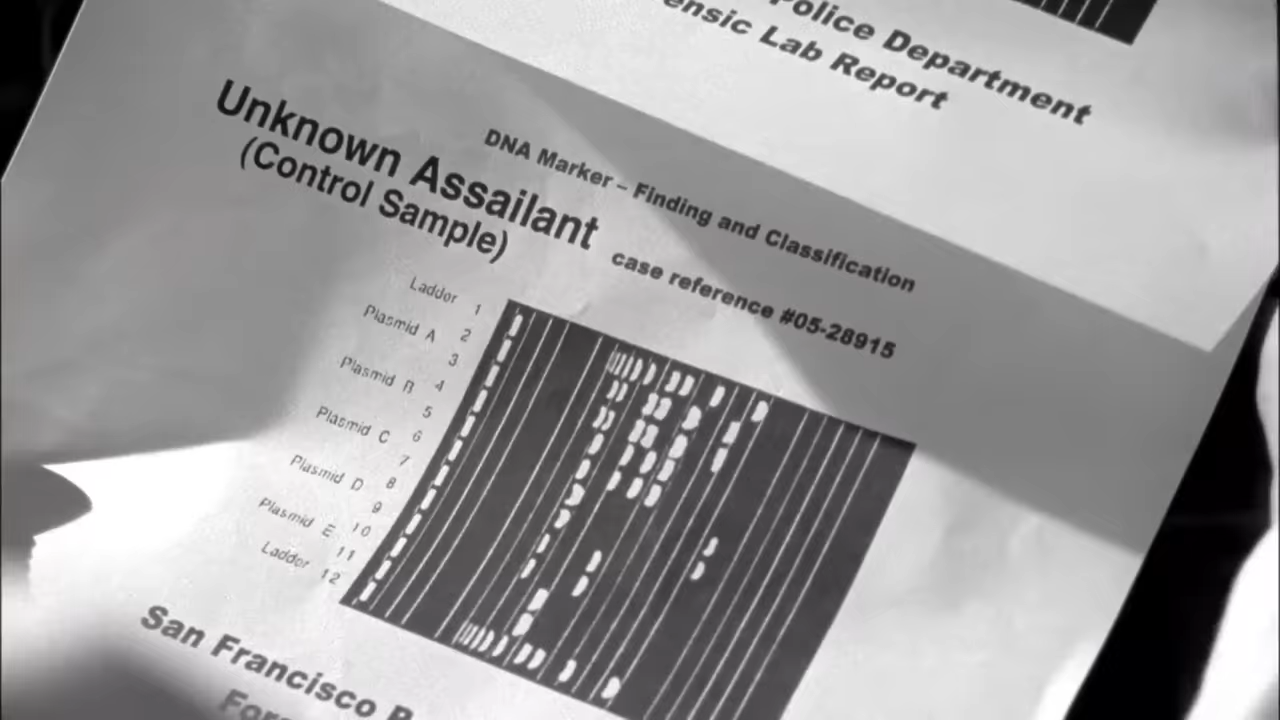 Police Department
Lab Report
DNA Marker – Finding and Classification
Unknown Assailant
(Control Sample)
case reference #05-28915
Ladder 1
Plasmid A 2
3
Plasmid B 4
5
Plasmid C 6
7
Plasmid D 8
9
Plasmid E 10
11
Ladder 12
San Francisco